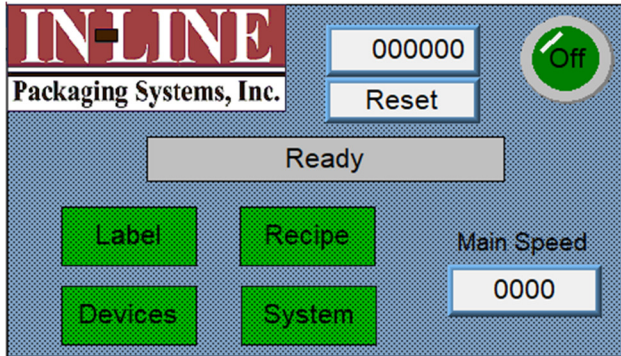 IN-LINE
Packaging Systems, Inc.
000000
Reset
Off
Ready
Label
Recipe
Devices
System
Main Speed
0000